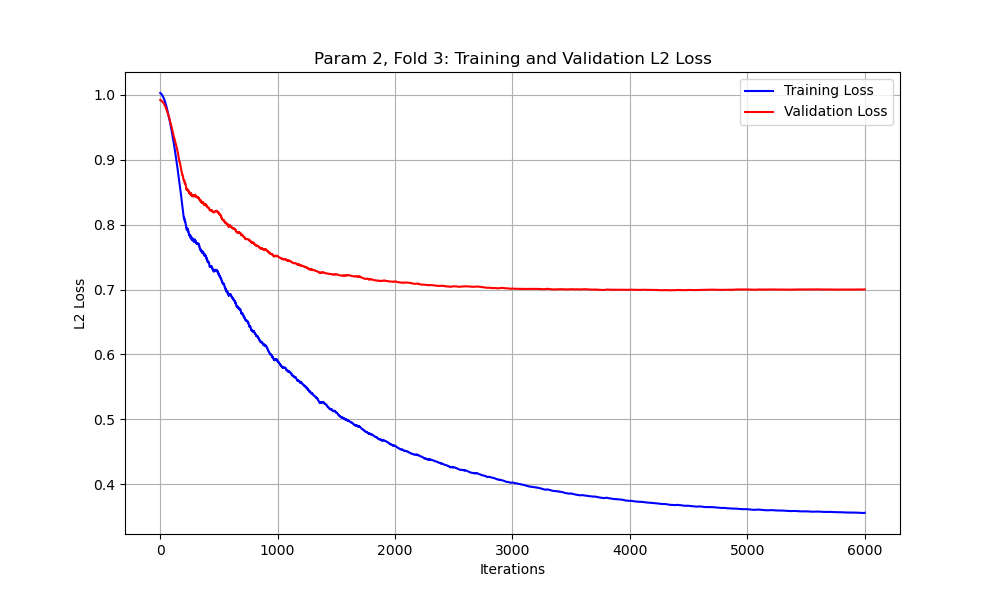 Param 2, Fold 3: Training and Validation L2 Loss
Training Loss
Validation Loss
L2 Loss
1.0
0.9
0.8
0.7
0.6
0.5
0.4
0 1000 2000 3000 4000 5000 6000
Iterations